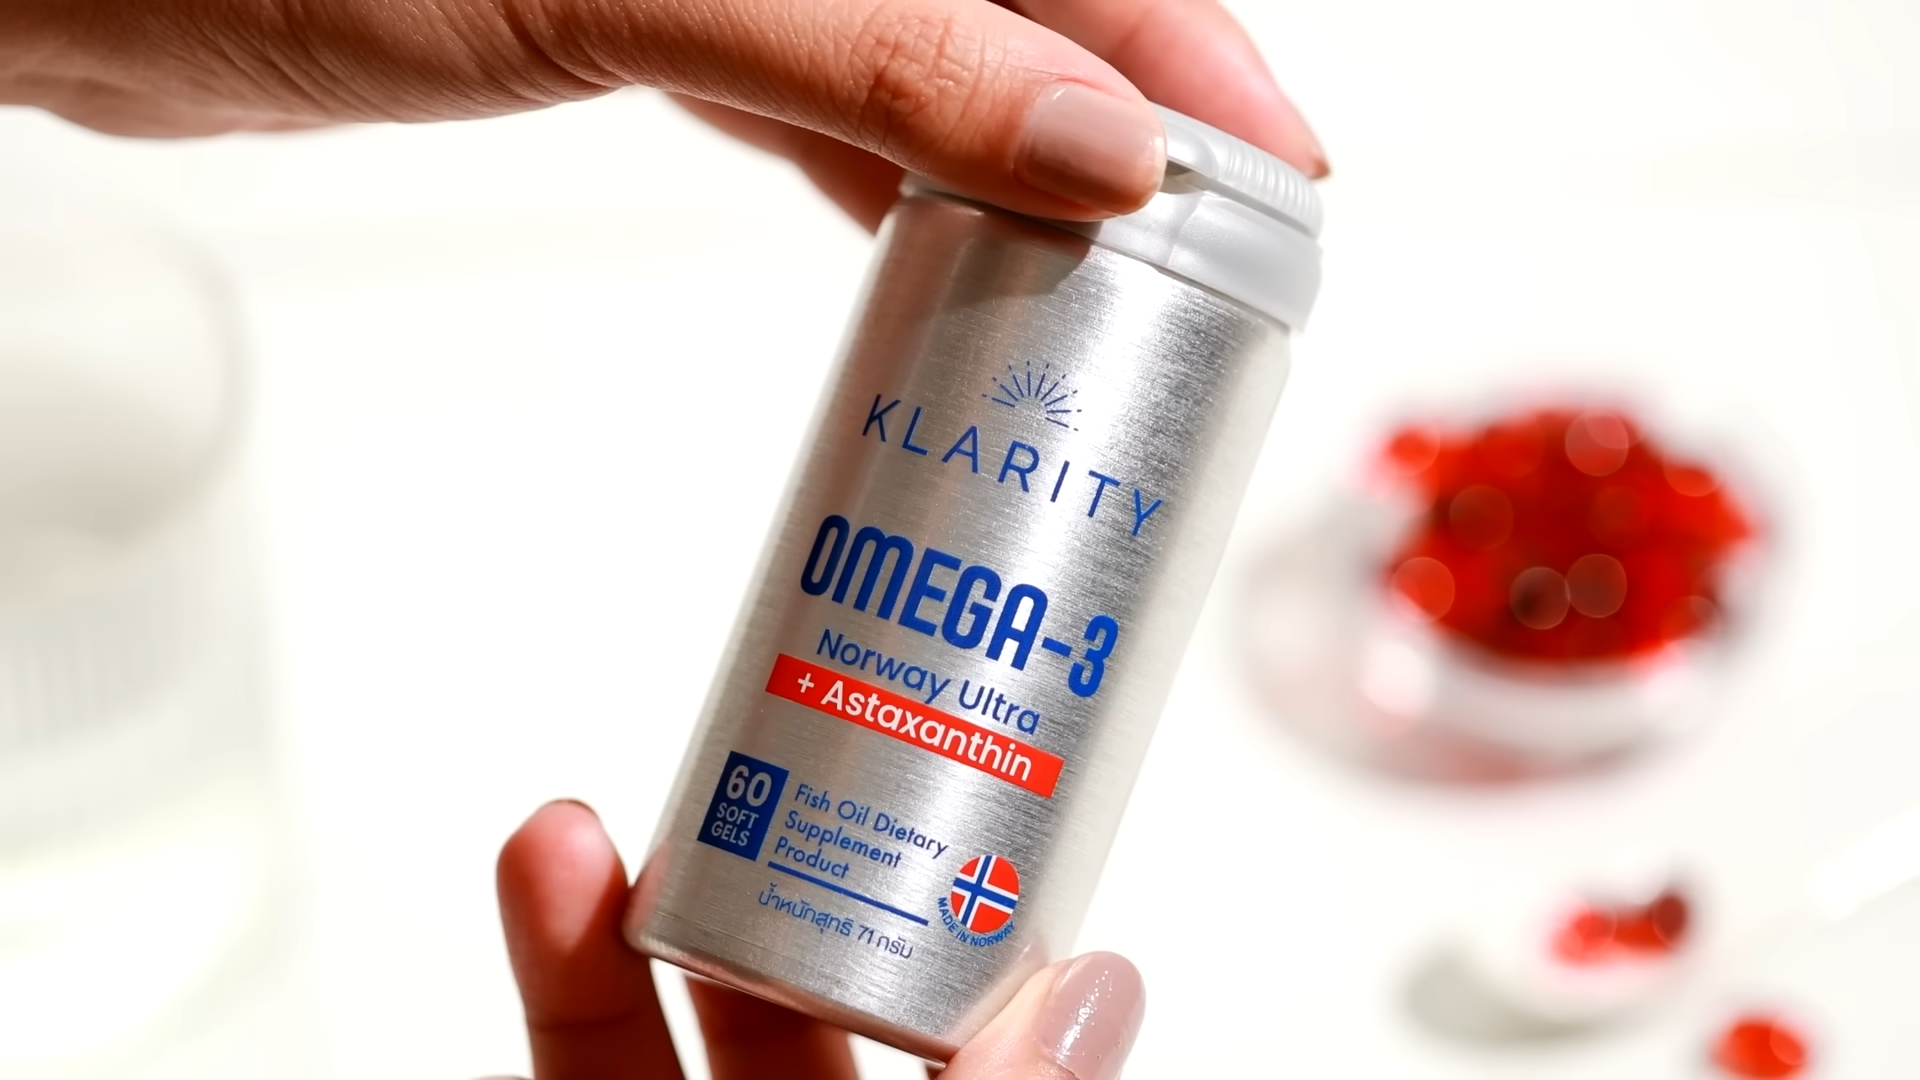 KLARITY
OMEGA-3
Norway Ultra
+ Astaxanthin
60
SOFT
GELS
Fish Oil Dietary
Supplement
Product
น้ำหนักสุทธิ 71 กรัม
MADE IN NORWAY